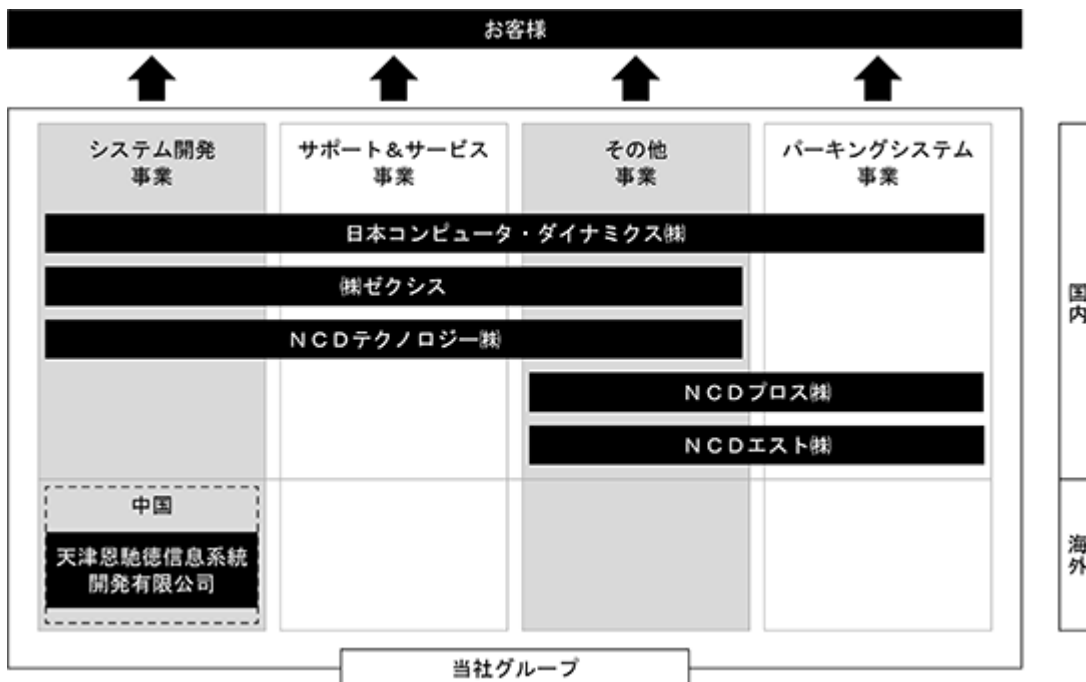 お客様
システム開発
事業
サポート＆サービス
事業
その他
事業
パーキングシステム
事業
日本コンピュータ・ダイナミクス㈱
㈱ゼクシス
ＮＣＤテクノロジー㈱
ＮＣＤプロス㈱
ＮＣＤエスト㈱
国内
中国
天津恩馳徳信息系統
開発有限公司
海外
当社グループ